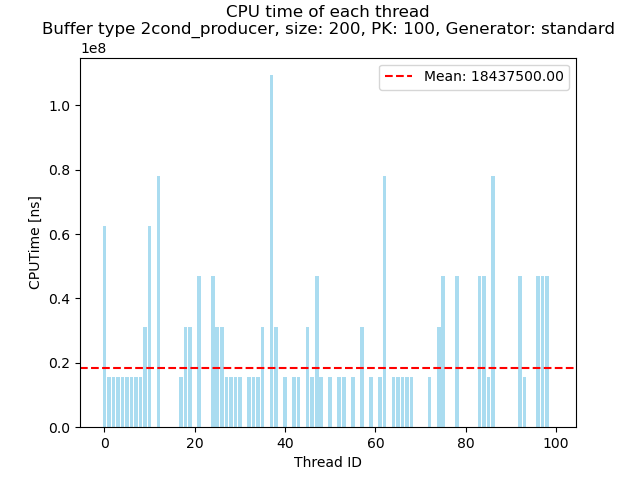 CPU time of each thread
Buffer type 2cond_producer, size: 200, PK: 100, Generator: standard
1e8
Mean: 18437500.00
1.0
0.8
0.6
0.4
0.2
0.0
CPUTime [ns]
0 20 40 60 80 100
Thread ID